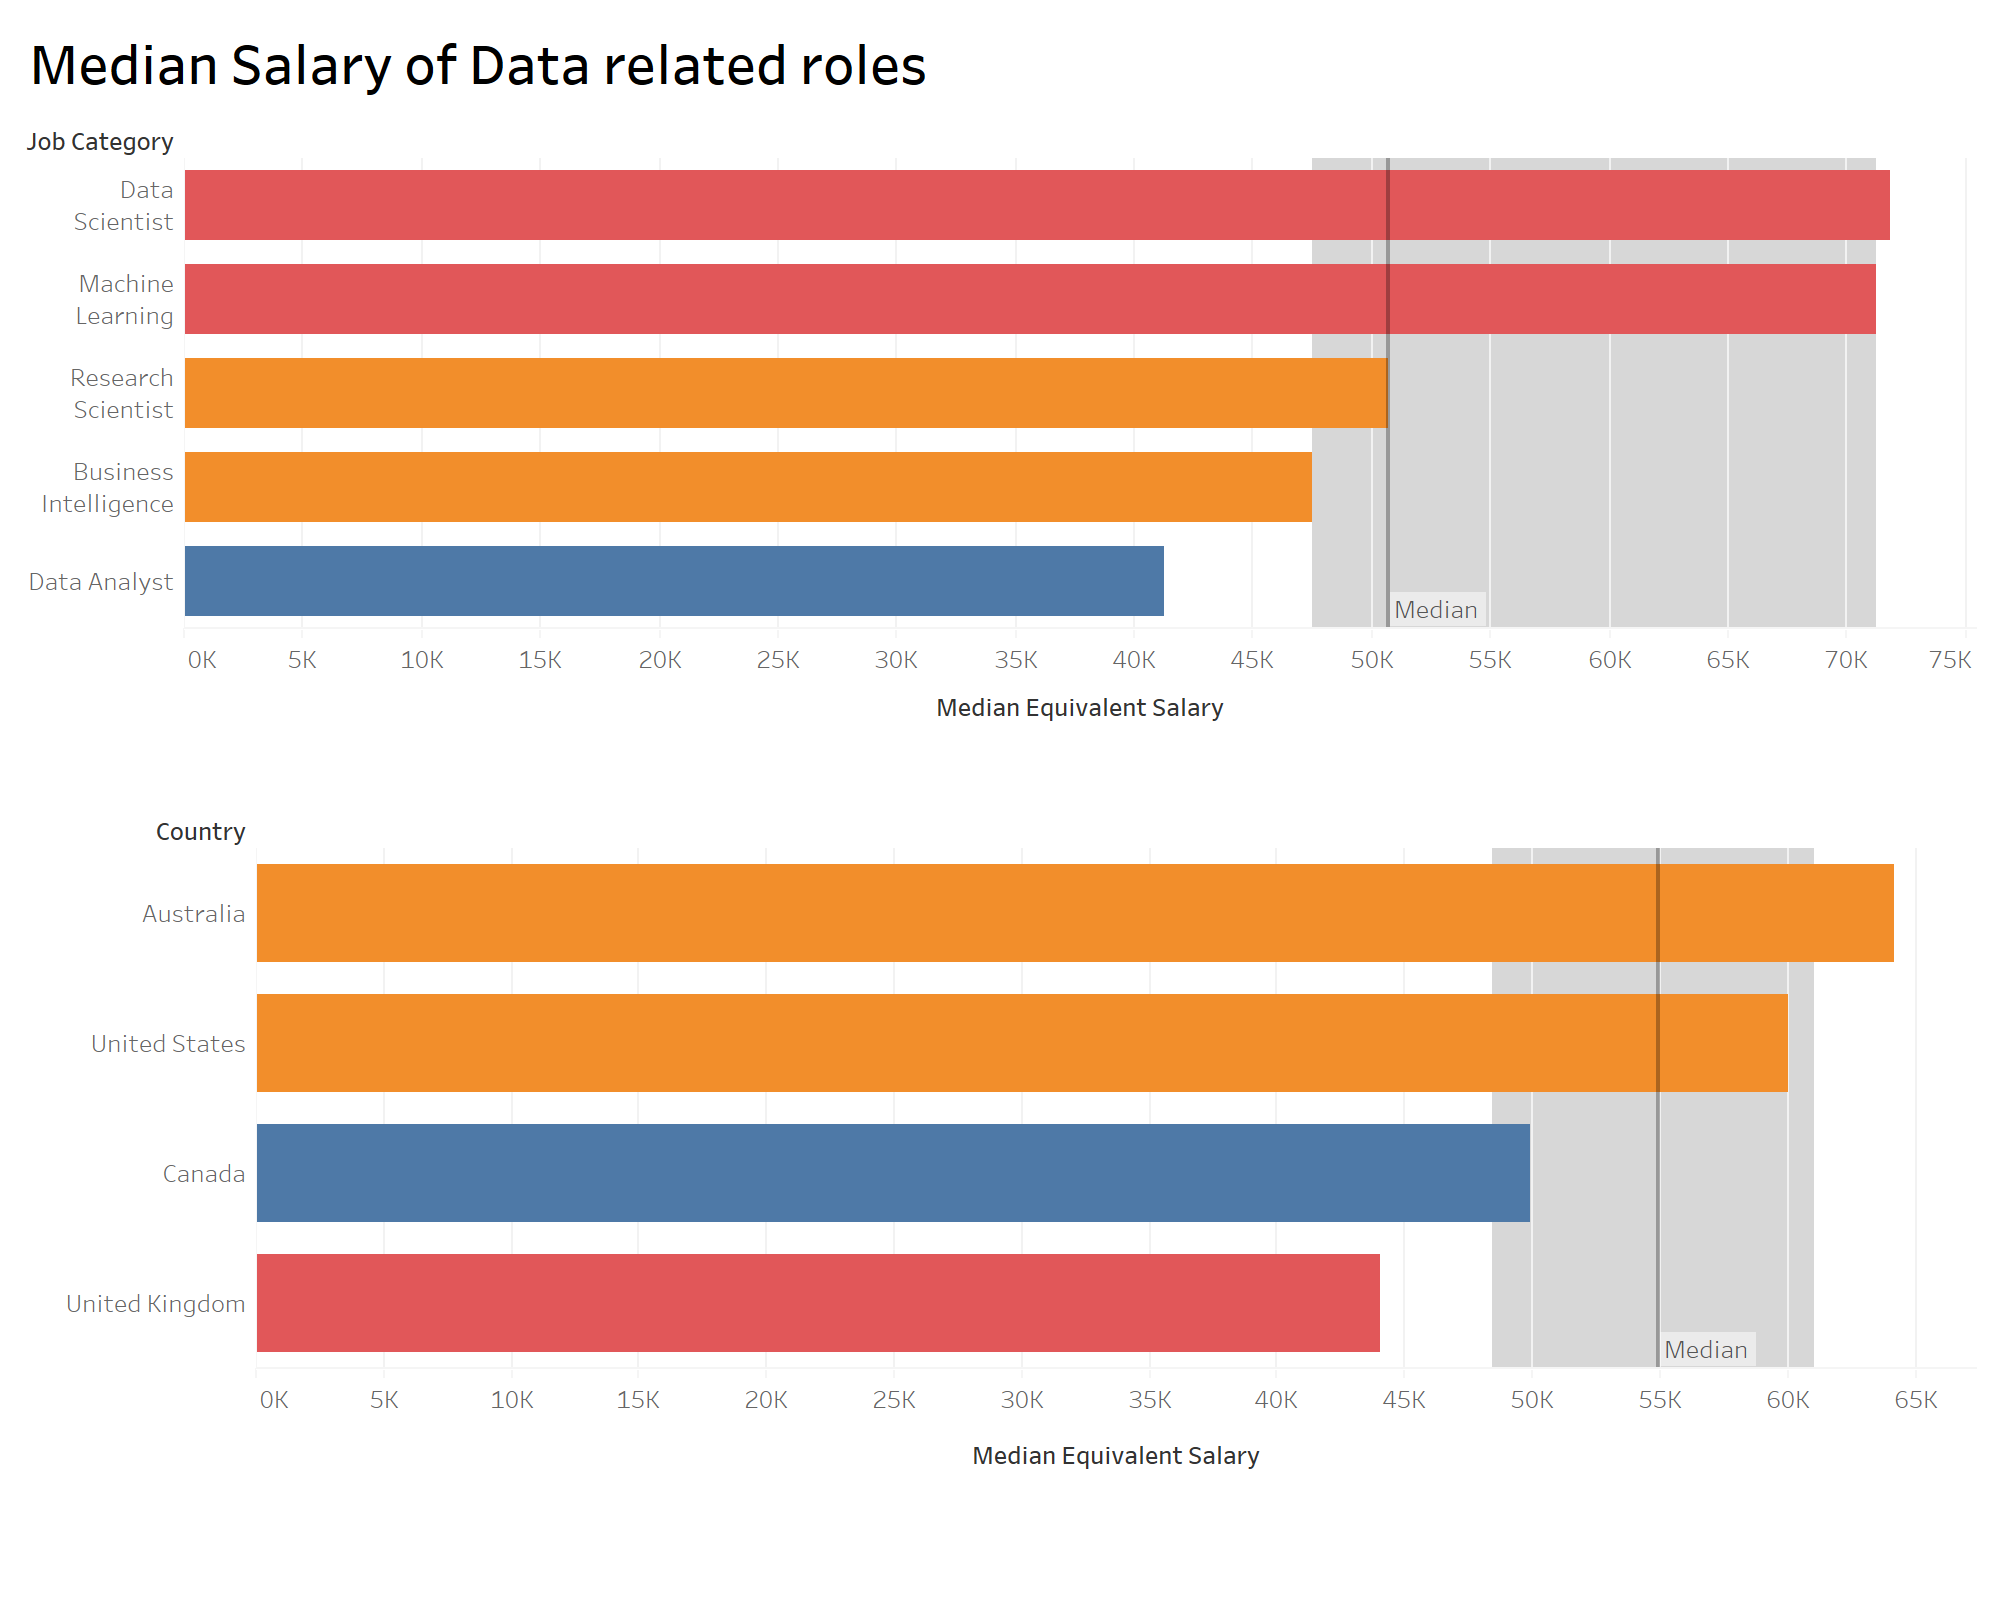 Median Salary of Data related roles
Job Category
Data
Scientist
Machine
Learning
Research
Scientist
Business
Intelligence
Data Analyst
Median
0K 5K 10K 15K 20K 25K 30K 35K 40K 45K 50K 55K 60K 65K 70K 75K
Median Equivalent Salary
Country
Australia
United States
Canada
United Kingdom
Median
0K 5K 10K 15K 20K 25K 30K 35K 40K 45K 50K 55K 60K 65K
Median Equivalent Salary